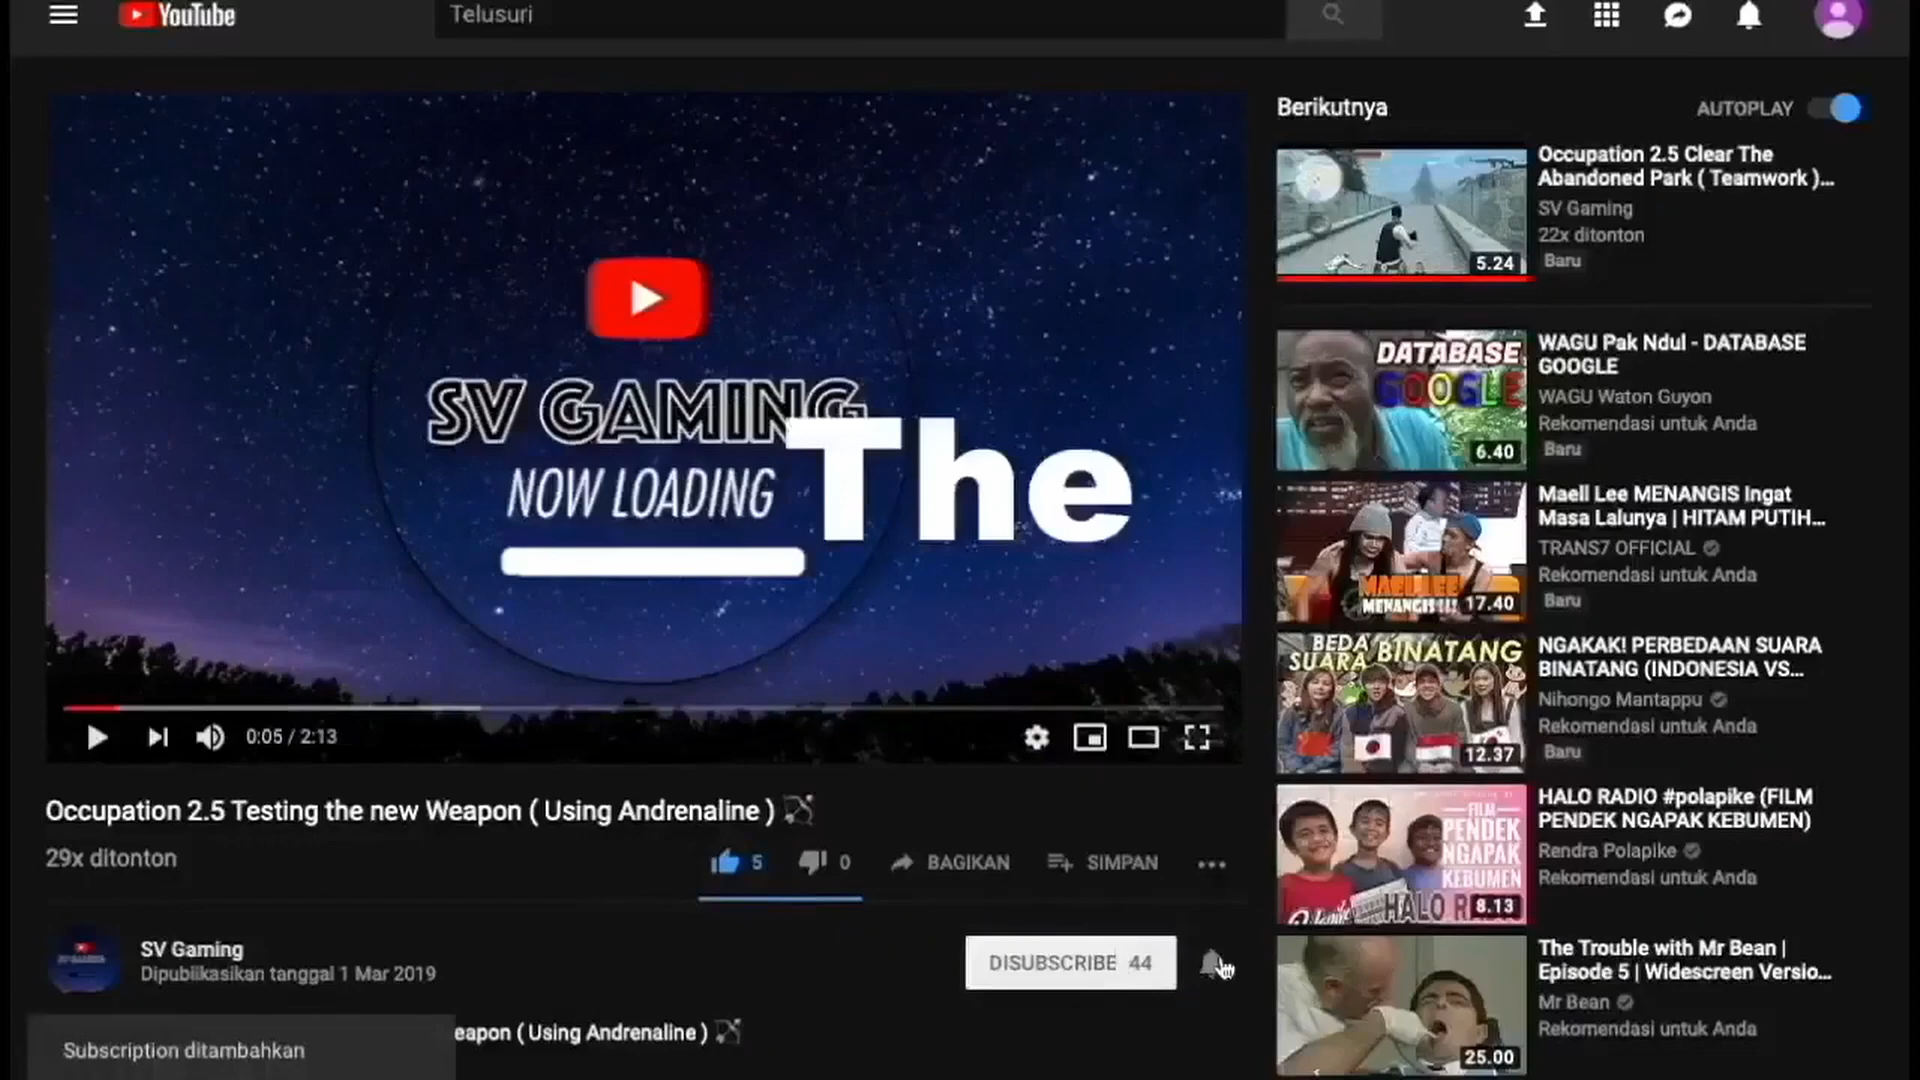 YouTube
Telusuri
SV GAMING
NOW LOADING
The
0:05 / 2:13
Occupation 2.5 Testing the new Weapon ( Using Andrenaline )
29x ditonton
5
0
BAGIKAN
SIMPAN
SV Gaming
Dipublikasikan tanggal 1 Mar 2019
DISUBSCRIBE 44
eapon ( Using Andrenaline )
Subscription ditambahkan
Berikutnya
AUTOPLAY
5.24
Occupation 2.5 Clear The
Abandoned Park ( Teamwork )...
SV Gaming
22x ditonton
Baru
DATABASE
GOOGLE
6.40
WAGU Pak Ndul - DATABASE
GOOGLE
WAGU Waton Guyon
Rekomendasi untuk Anda
Baru
MAELL LEE
MENANGIS!!!
17.40
Maell Lee MENANGIS Ingat
Masa Lalunya | HITAM PUTIH...
TRANS7 OFFICIAL
Rekomendasi untuk Anda
Baru
BEDA
SUARA BINATANG
12.37
NGAKAK! PERBEDAAN SUARA
BINATANG (INDONESIA VS...
Nihongo Mantappu
Rekomendasi untuk Anda
Baru
FILM
PENDEK
NGAPAK
KEBUMEN
HALO
8.13
HALO RADIO #polapike (FILM
PENDEK NGAPAK KEBUMEN)
Rendra Polapike
Rekomendasi untuk Anda
25.00
The Trouble with Mr Bean |
Episode 5 | Widescreen Versio...
Mr Bean
Rekomendasi untuk Anda